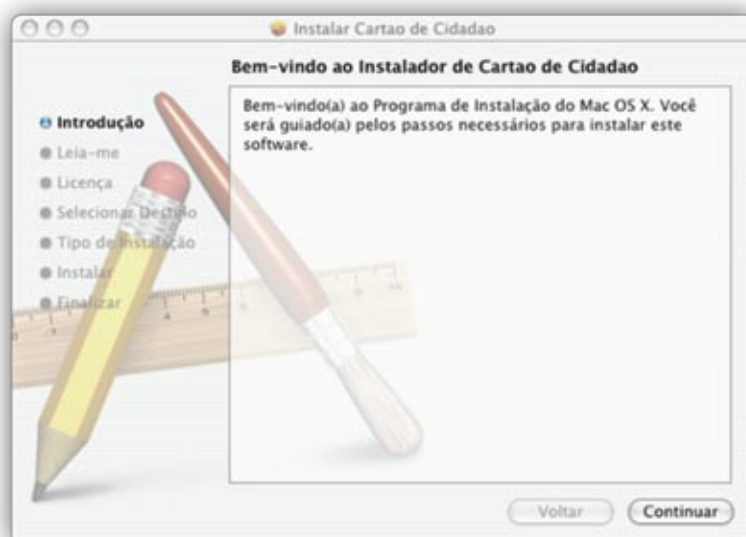 Instalar Cartao de Cidadao
Bem-vindo ao Instalador de Cartao de Cidadao
Introdução
Leia-me
Licença
Selecionar Destino
Tipo de Instalação
Instalar
Finalizar
Bem-vindo(a) ao Programa de Instalação do Mac OS X. Você
será guiado(a) pelos passos necessários para instalar este
software.
Voltar
Continuar